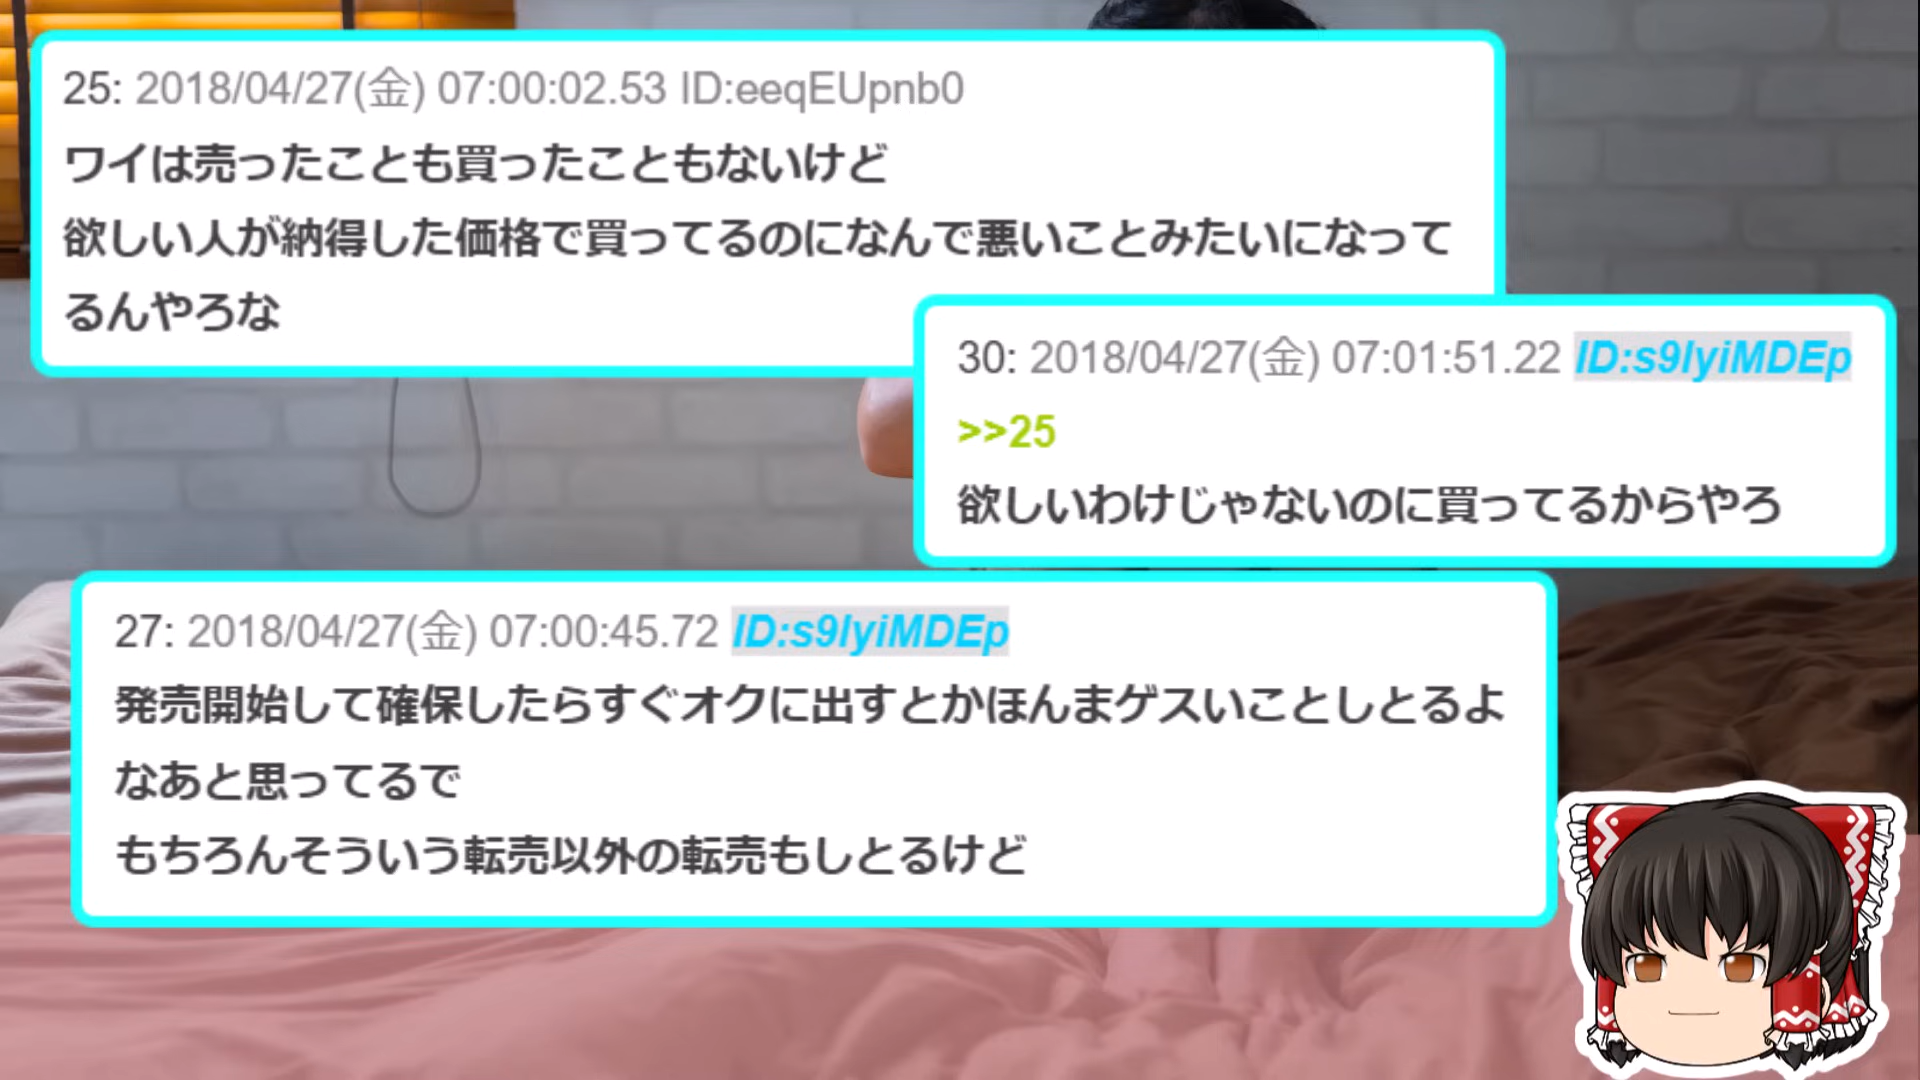 25: 2018/04/27(金) 07:00:02.53 ID:eeqEUpnb0
ワイは売ったことも買ったこともないけど
欲しい人が納得した価格で買ってるのになんで悪いことみたいになって
るんやろな
30: 2018/04/27(金) 07:01:51.22 ID:s9lyiMDEp
>>25
欲しいわけじゃないのに買ってるからやろ
27: 2018/04/27(金) 07:00:45.72 ID:s9lyiMDEp
発売開始して確保したらすぐオクに出すとかほんまゲスいことしとるよ
なあと思ってるで
もちろんそういう転売以外の転売もしとるけど